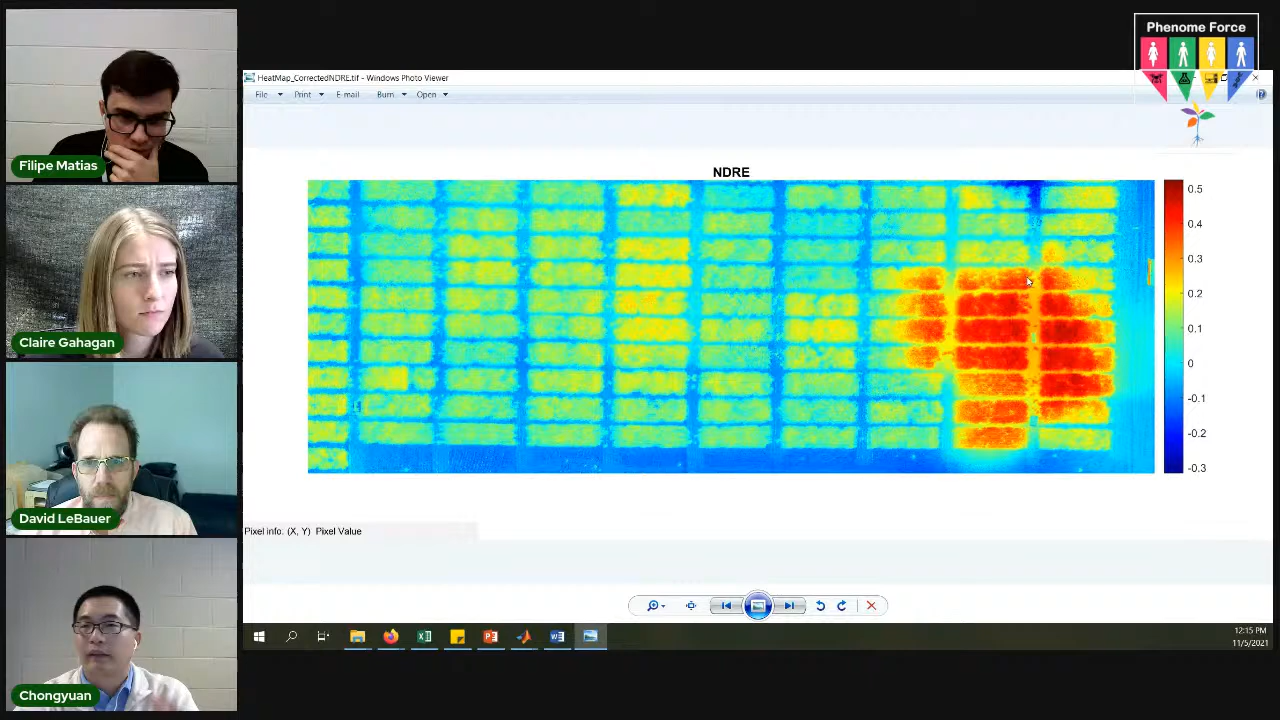 Phenome Force
HeatMap_CorrectedNDRE.tif - Windows Photo Viewer
File Print E-mail Burn Open
NDRE
0.5
0.4
0.3
0.2
0.1
0
-0.1
-0.2
-0.3
Pixel info: (X, Y) Pixel Value
12:15 PM
11/5/2021
Filipe Matias
Claire Gahagan
David LeBauer
Chongyuan